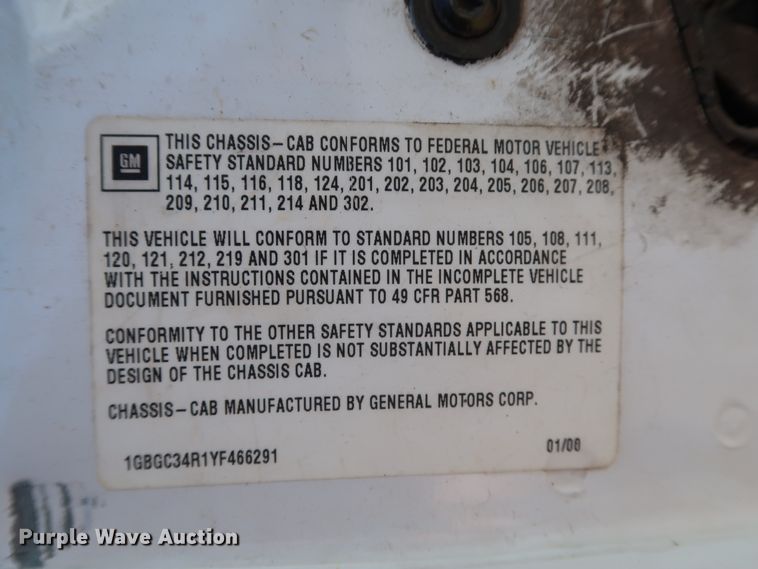 GM
THIS CHASSIS-CAB CONFORMS TO FEDERAL MOTOR VEHICLE
SAFETY STANDARD NUMBERS 101, 102, 103, 104, 106, 107, 113,
114, 115, 116, 118, 124, 201, 202, 203, 204, 205, 206, 207, 208,
209, 210, 211, 214 AND 302.
THIS VEHICLE WILL CONFORM TO STANDARD NUMBERS 105, 108, 111,
120, 121, 212, 219 AND 301 IF IT IS COMPLETED IN ACCORDANCE
WITH THE INSTRUCTIONS CONTAINED IN THE INCOMPLETE VEHICLE
DOCUMENT FURNISHED PURSUANT TO 49 CFR PART 568.
CONFORMITY TO THE OTHER SAFETY STANDARDS APPLICABLE TO THIS
VEHICLE WHEN COMPLETED IS NOT SUBSTANTIALLY AFFECTED BY THE
DESIGN OF THE CHASSIS CAB.
CHASSIS-CAB MANUFACTURED BY GENERAL MOTORS CORP.
1GBGC34R1YF466291 01/00
Purple Wave Auction